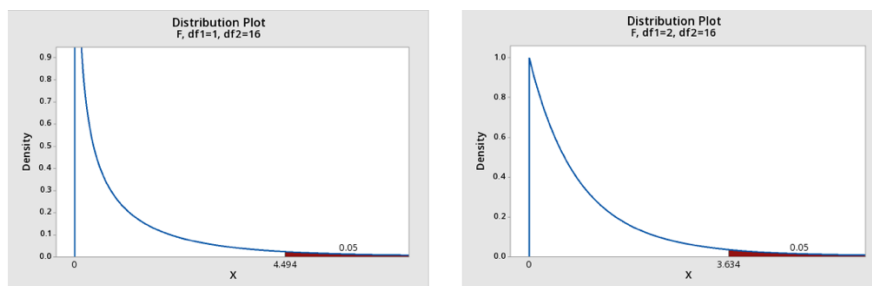 Distribution Plot
F, df1=1, df2=16
0.9
0.8
0.7
0.6
0.5
0.4
0.3
0.2
0.1
0.0
Density
0.05
0
4.494
X
Distribution Plot
F, df1=2, df2=16
1.0
0.8
0.6
0.4
0.2
0.0
Density
0.05
0
3.634
X